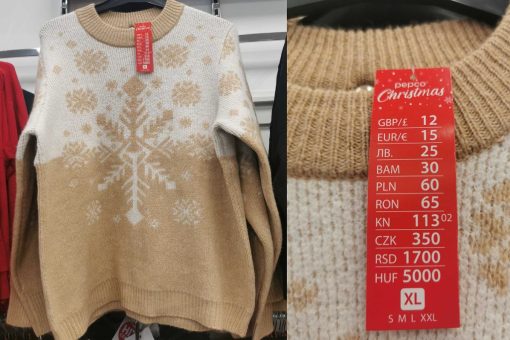 pepco
Christmas
GBP/£ 12
EUR/€ 15
ЛВ. 25
BAM 30
PLN 60
RON 65
KN 113 02
CZK 350
RSD 1700
HUF 5000
XL
S M L XXL